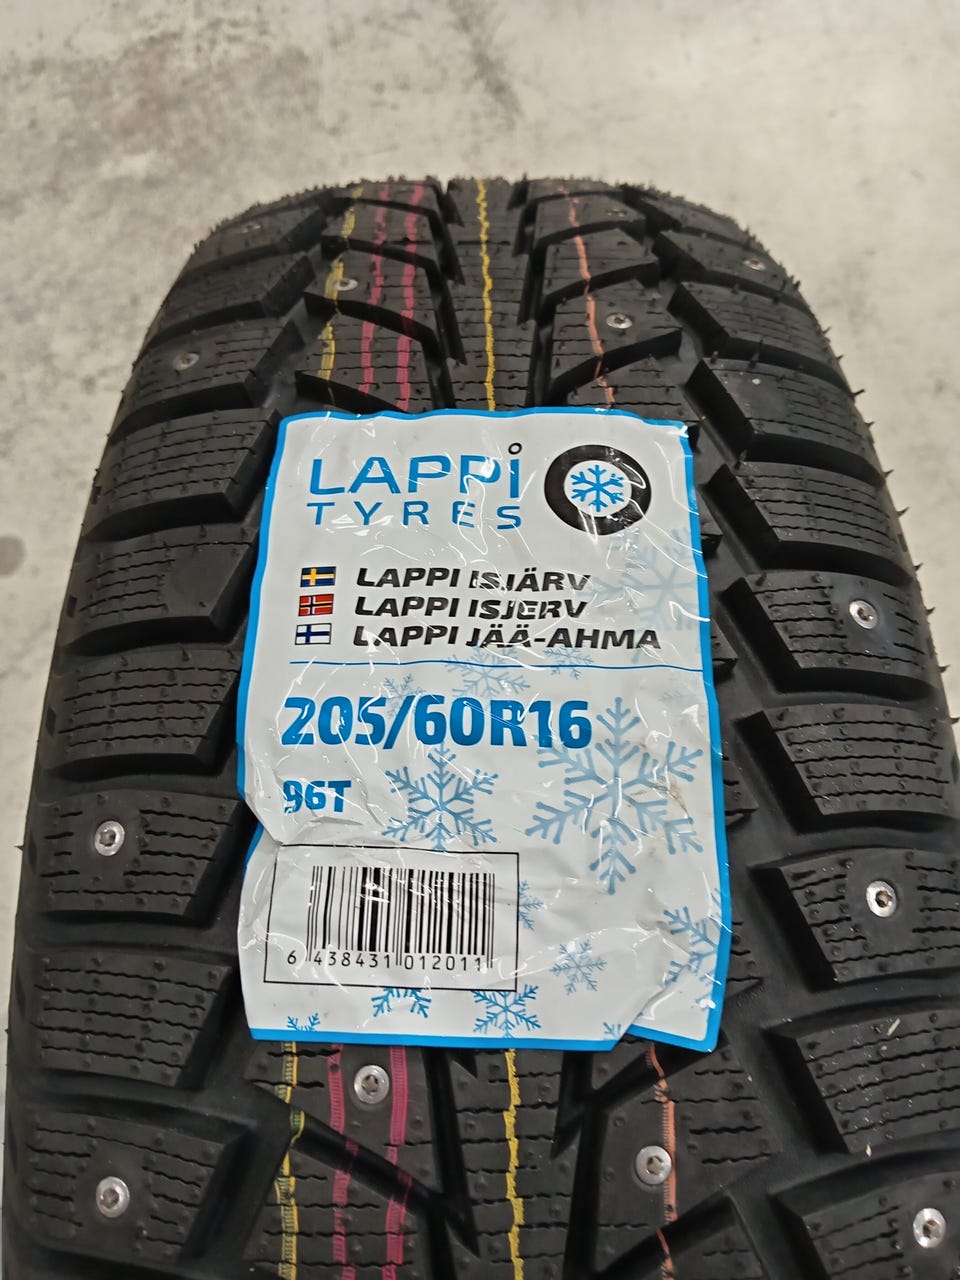 LAPPi
TYRES
LAPPI ISJÄRV
LAPPI ISJERV
LAPPI JÄÄ-AHMA
205/60R16
96T
6 438431 012011